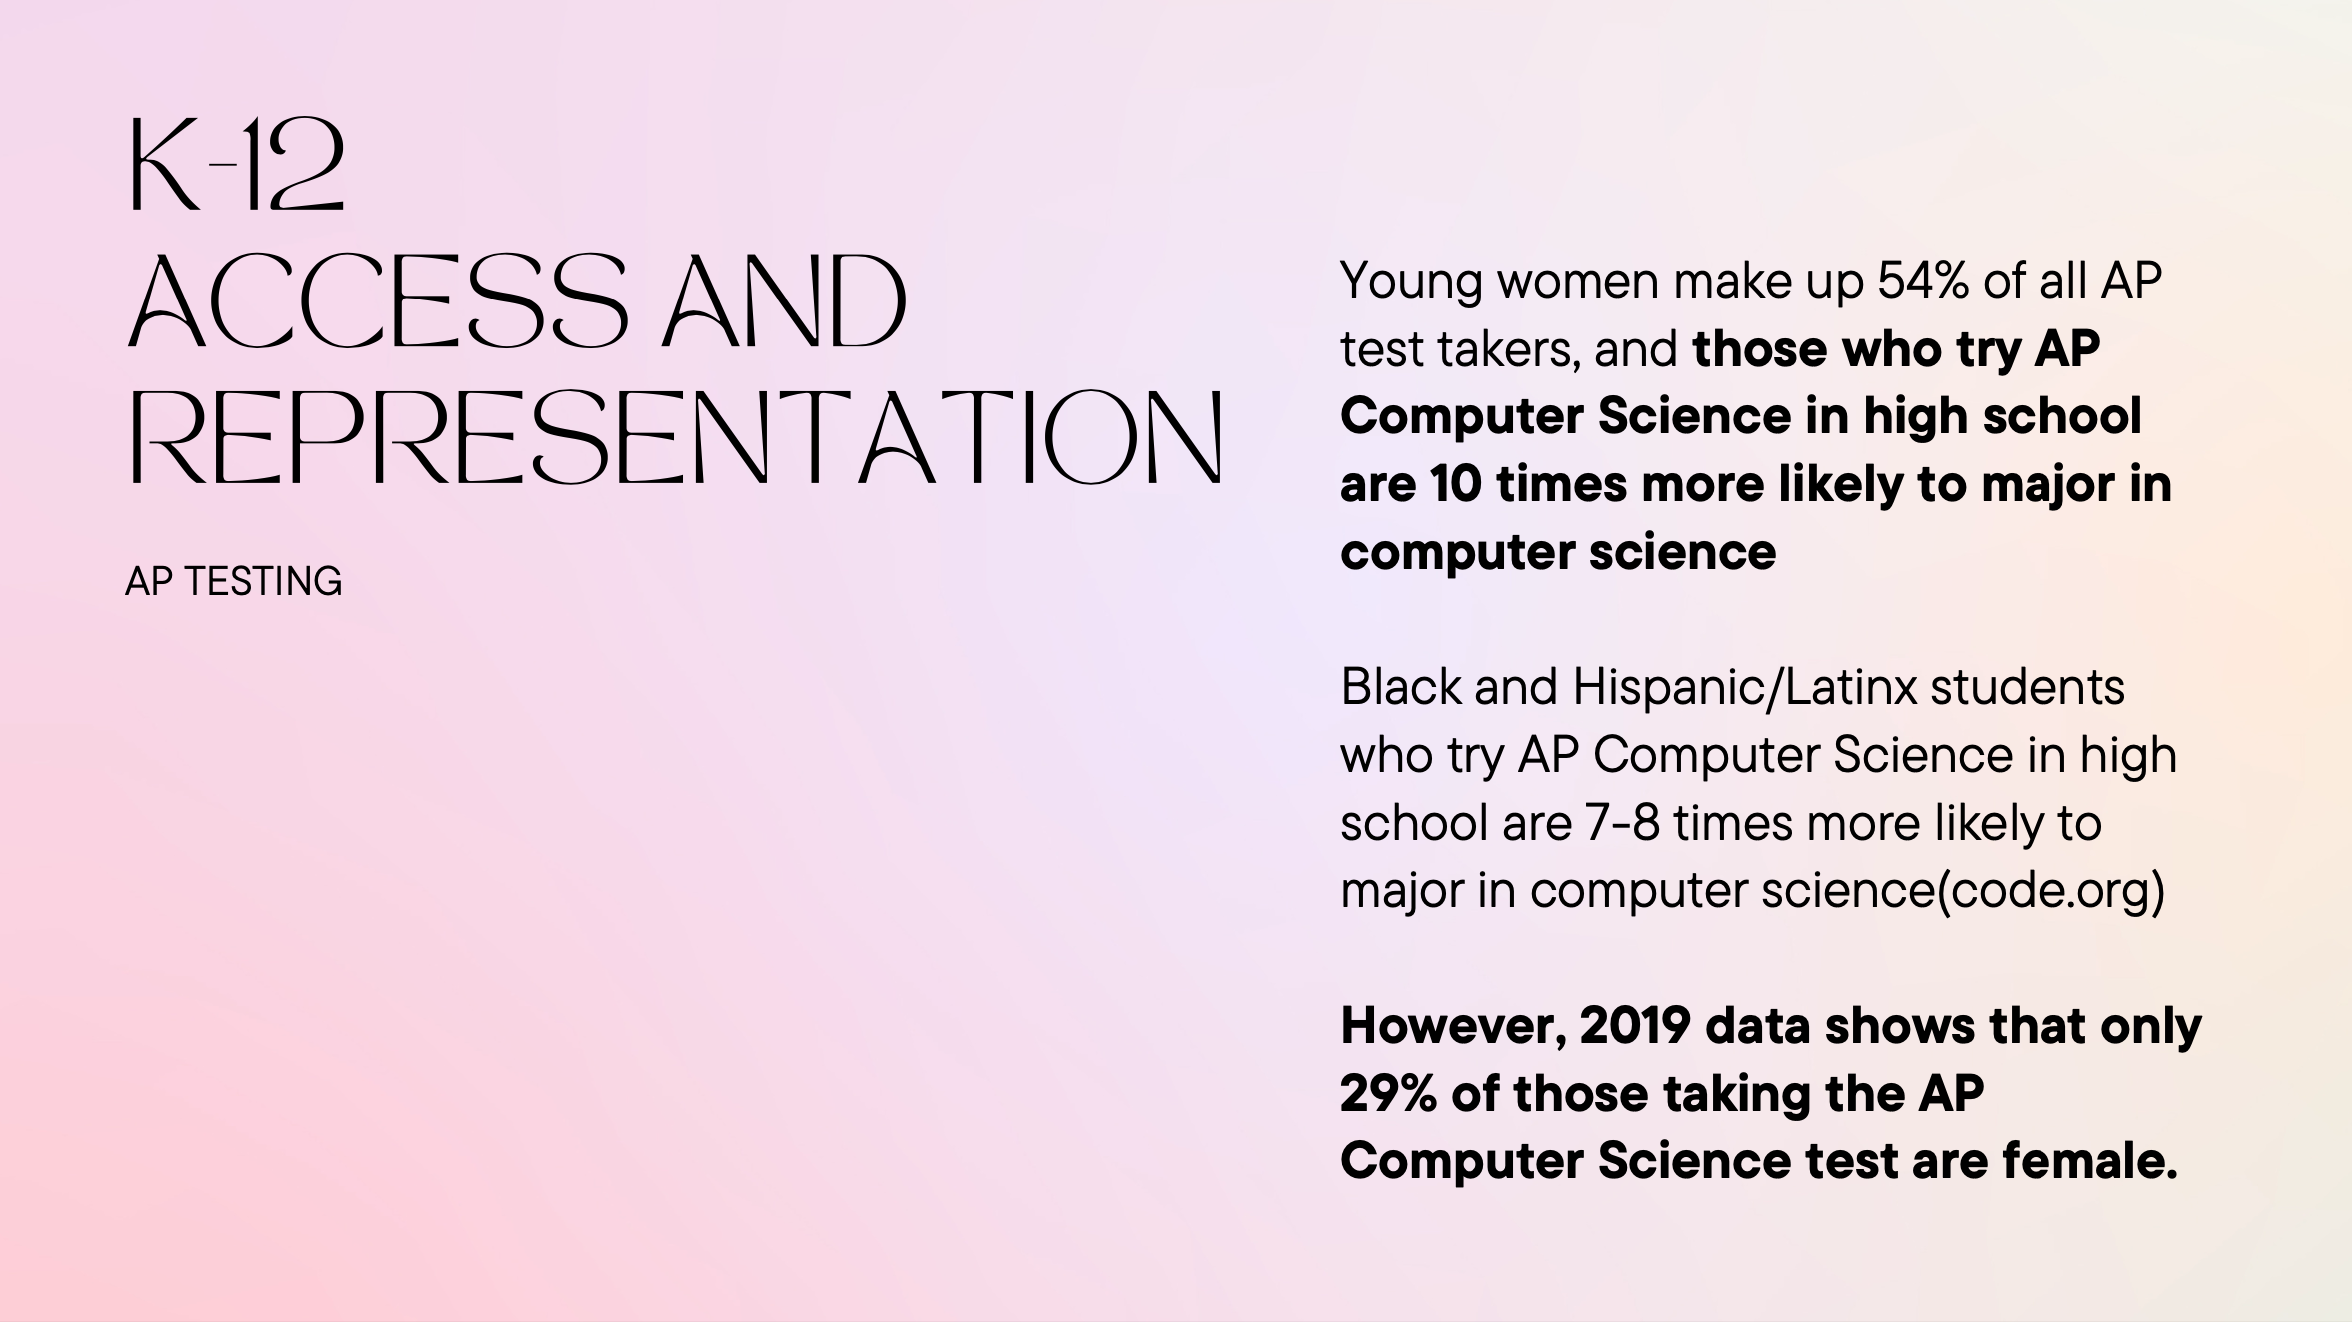 K-12
ACCESS AND
REPRESENTATION
AP TESTING
Young women make up 54% of all AP
test takers, and those who try AP
Computer Science in high school
are 10 times more likely to major in
computer science
Black and Hispanic/Latinx students
who try AP Computer Science in high
school are 7-8 times more likely to
major in computer science(code.org)
However, 2019 data shows that only
29% of those taking the AP
Computer Science test are female.